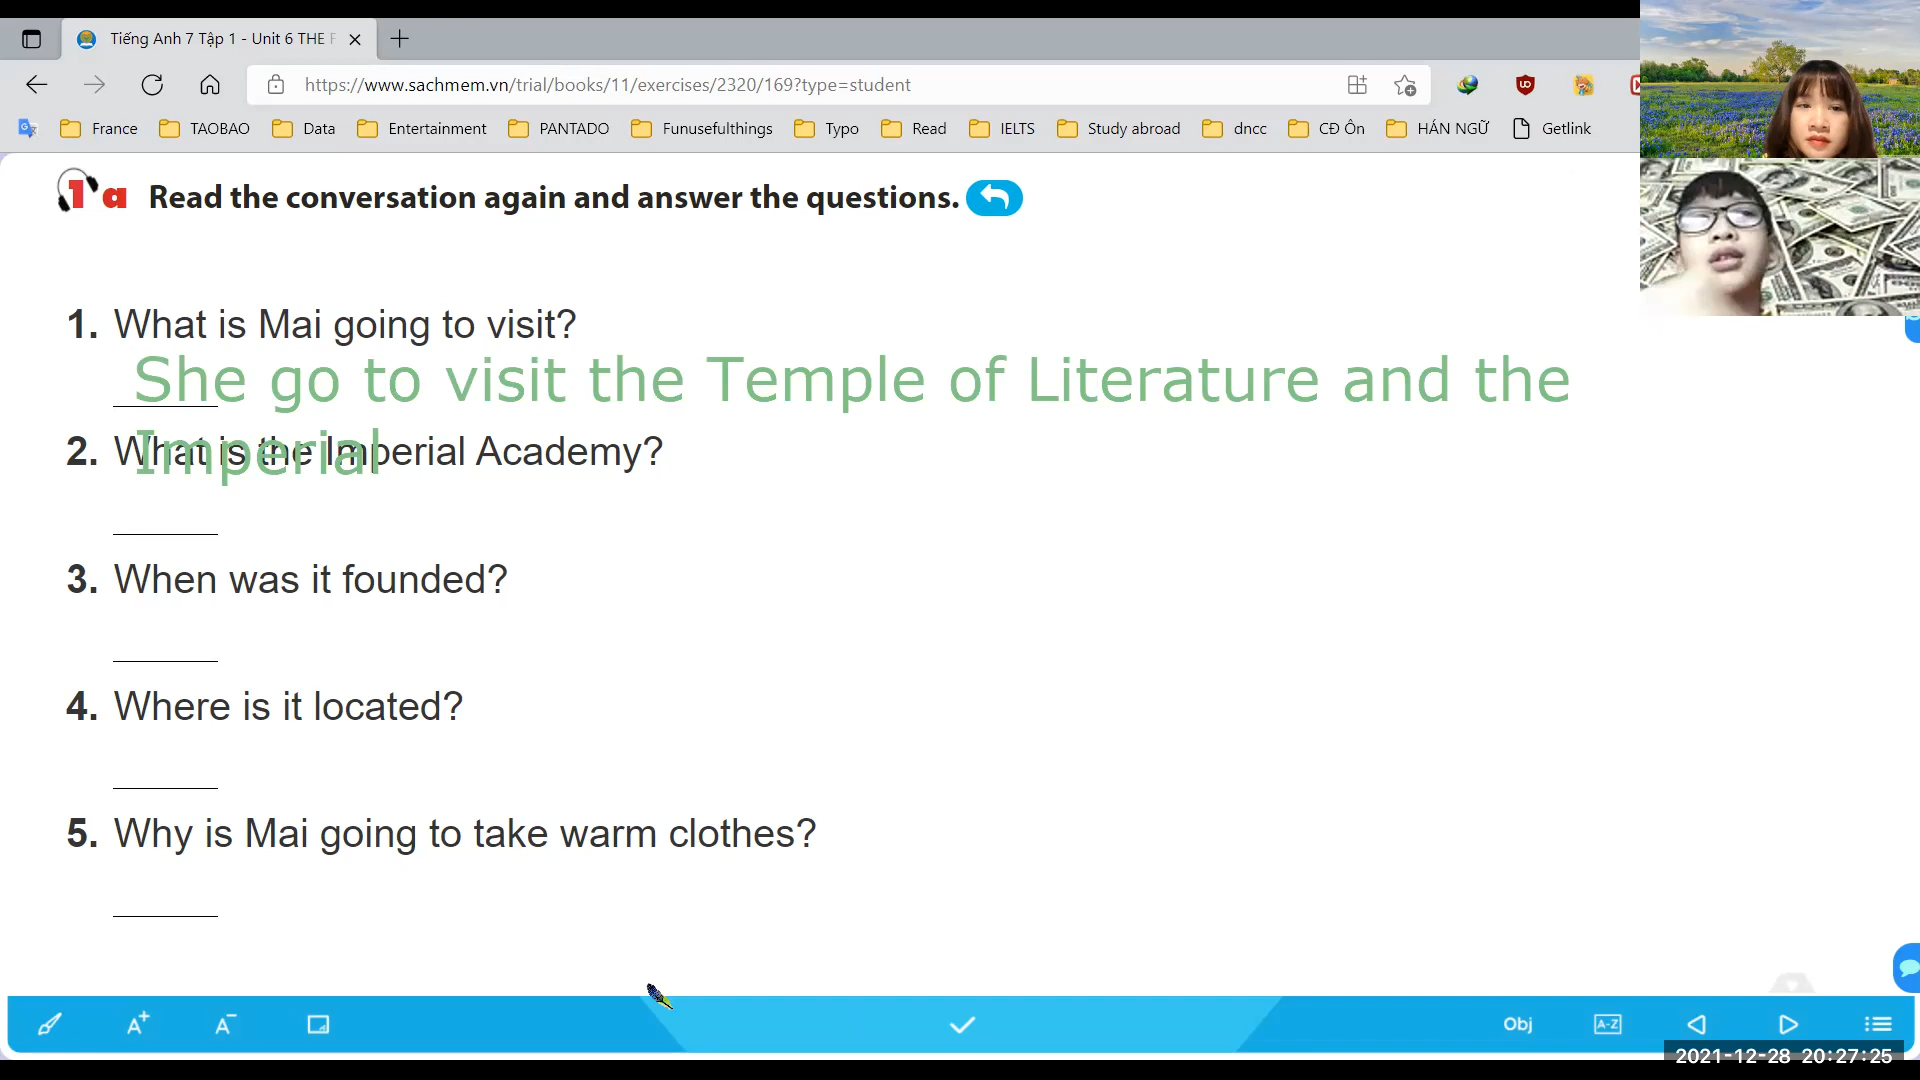 Tiếng Anh 7 Tập 1 - Unit 6 THE
https://www.sachmem.vn/trial/books/11/exercises/2320/169?type=student
France TAOBAO Data Entertainment PANTADO Funusefulthings Typo Read IELTS Study abroad dncc CĐ Ôn HÁN NGỮ Getlink
1a Read the conversation again and answer the questions.
1. What is Mai going to visit?
She go to visit the Temple of Literature and the
Imperial
2. What is the Imperial Academy?
3. When was it founded?
4. Where is it located?
5. Why is Mai going to take warm clothes?
A+ A- Obj A-Z
2021-12-28 20:27:25